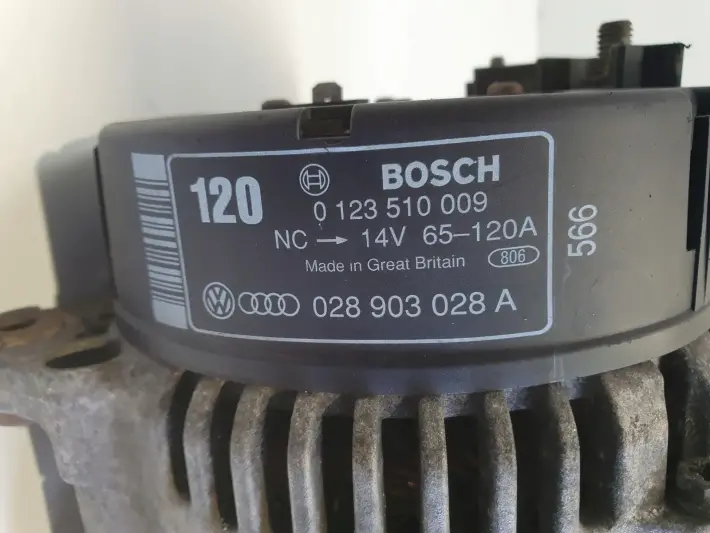 120
BOSCH
0 123 510 009
NC → 14V 65–120A
Made in Great Britain 806
028 903 028 A
566